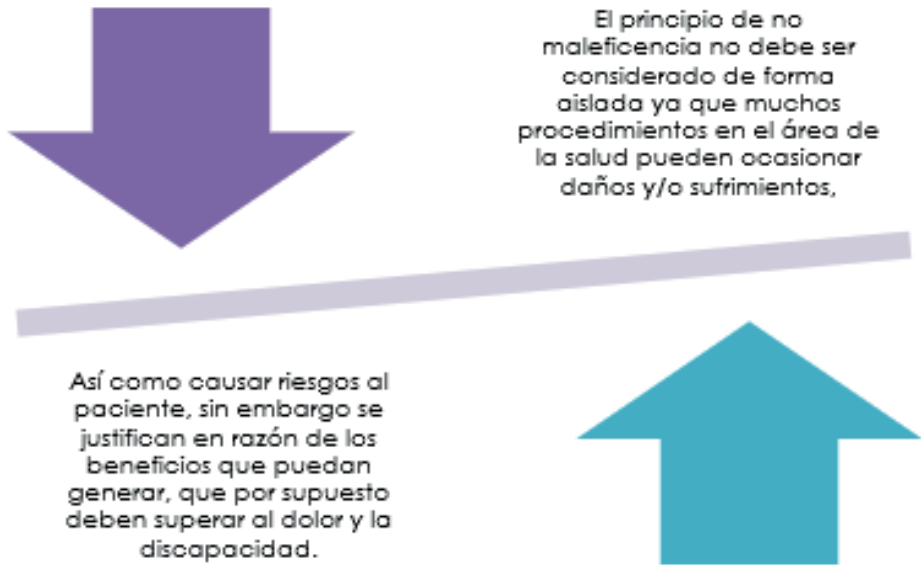 El principio de no
maleficencia no debe ser
considerado de forma
aislada ya que muchos
procedimientos en el área de
la salud pueden ocasionar
daños y/o sufrimientos,
Así como causar riesgos al
paciente, sin embargo se
justifican en razón de los
beneficios que puedan
generar, que por supuesto
deben superar al dolor y la
discapacidad.